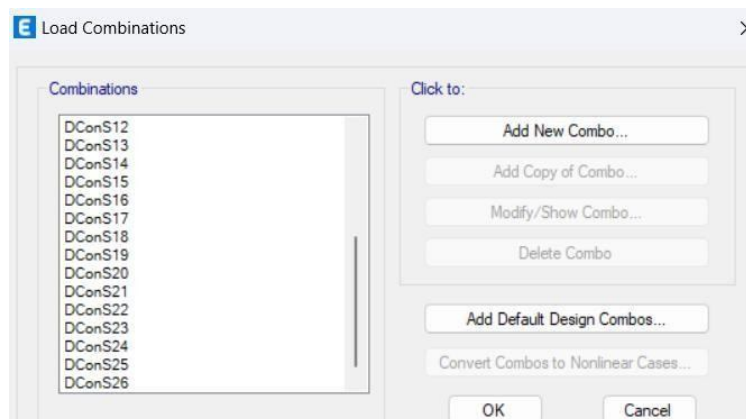 E Load Combinations
Combinations
DConS12
DConS13
DConS14
DConS15
DConS16
DConS17
DConS18
DConS19
DConS20
DConS21
DConS22
DConS23
DConS24
DConS25
DConS26
Click to:
Add New Combo...
Add Copy of Combo...
Modify/Show Combo...
Delete Combo
Add Default Design Combos...
Convert Combos to Nonlinear Cases...
OK Cancel